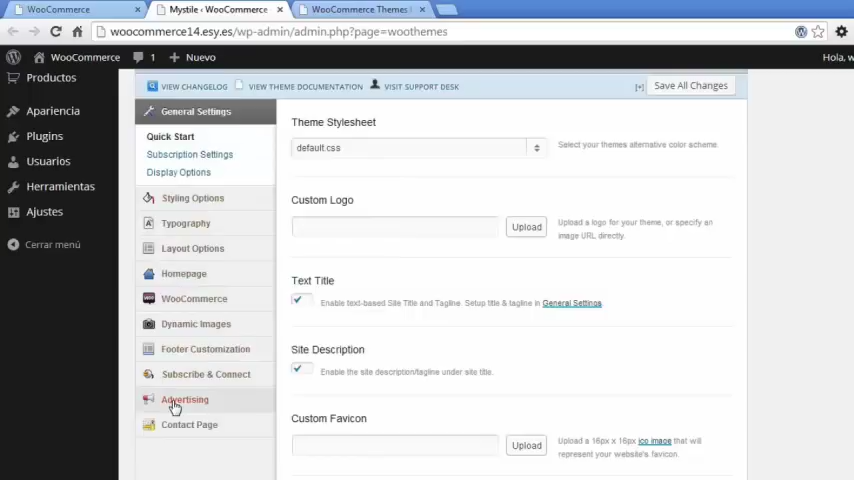 WooCommerce
Mystile ‹ WooCommerce
WooCommerce Themes
woocommerce14.esy.es/wp-admin/admin.php?page=woothemes
WooCommerce
1
Nuevo
Hola, w
Productos
Apariencia
Plugins
Usuarios
Herramientas
Ajustes
Cerrar menú
VIEW CHANGELOG
VIEW THEME DOCUMENTATION
VISIT SUPPORT DESK
[+]
Save All Changes
General Settings
Quick Start
Subscription Settings
Display Options
Styling Options
Typography
Layout Options
Homepage
WooCommerce
Dynamic Images
Footer Customization
Subscribe & Connect
Advertising
Contact Page
Theme Stylesheet
default.css
Select your themes alternative color scheme.
Custom Logo
Upload
Upload a logo for your theme, or specify an
image URL directly.
Text Title
Enable text-based Site Title and Tagline. Setup title & tagline in General Settings.
Site Description
Enable the site description/tagline under site title.
Custom Favicon
Upload
Upload a 16px x 16px ico image that will
represent your website's favicon.